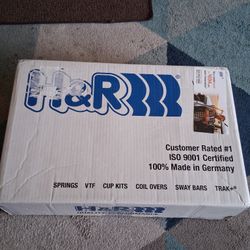 H&R®
Customer Rated #1
ISO 9001 Certified
100% Made in Germany
SPRINGS VTF CUP KITS COIL OVERS SWAY BARS TRAK+®
H&R